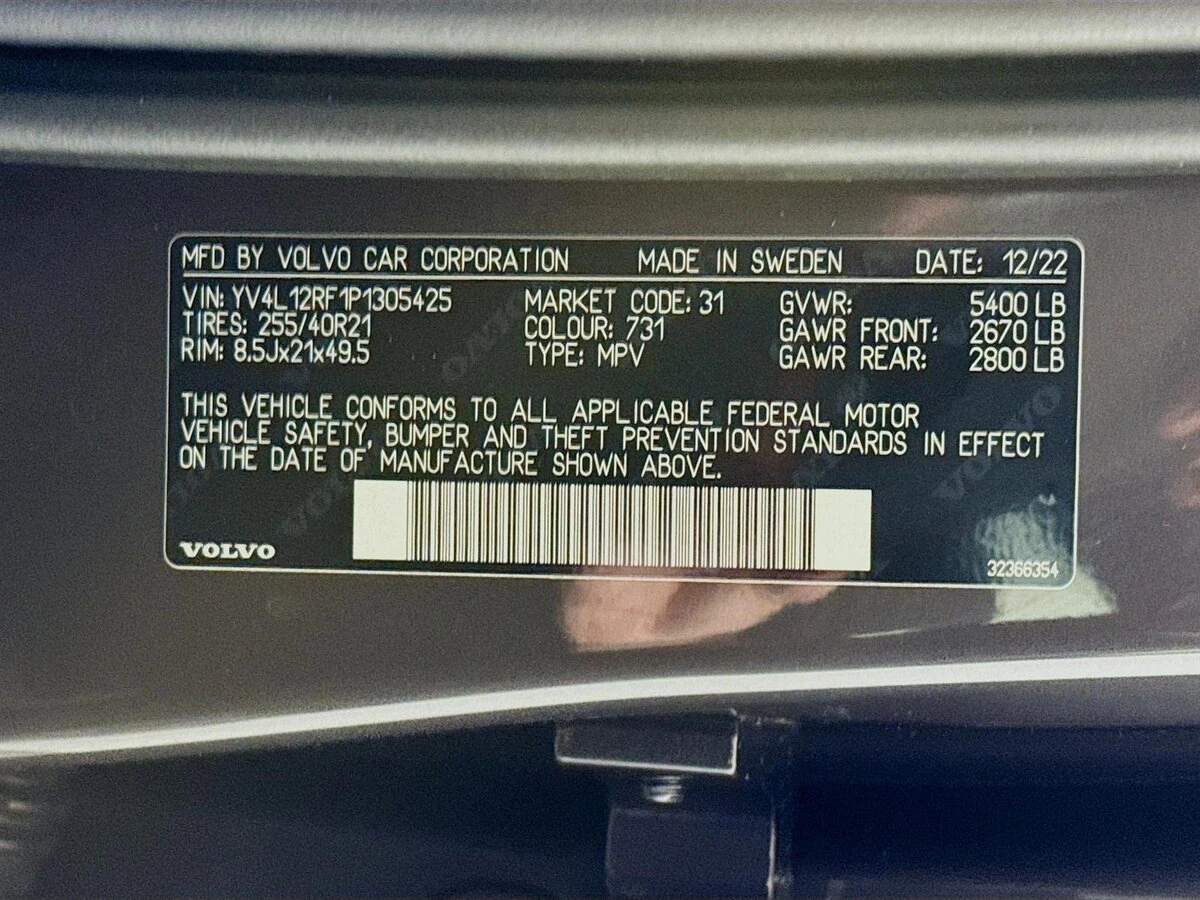 MFD BY VOLVO CAR CORPORATION MADE IN SWEDEN DATE: 12/22
VIN: YV4L12RF1P1305425 MARKET CODE: 31 GVWR: 5400 LB
TIRES: 255/40R21 COLOUR: 731 GAWR FRONT: 2670 LB
RIM: 8.5Jx21x49.5 TYPE: MPV GAWR REAR: 2800 LB
THIS VEHICLE CONFORMS TO ALL APPLICABLE FEDERAL MOTOR
VEHICLE SAFETY, BUMPER AND THEFT PREVENTION STANDARDS IN EFFECT
ON THE DATE OF MANUFACTURE SHOWN ABOVE.
VOLVO
32366354